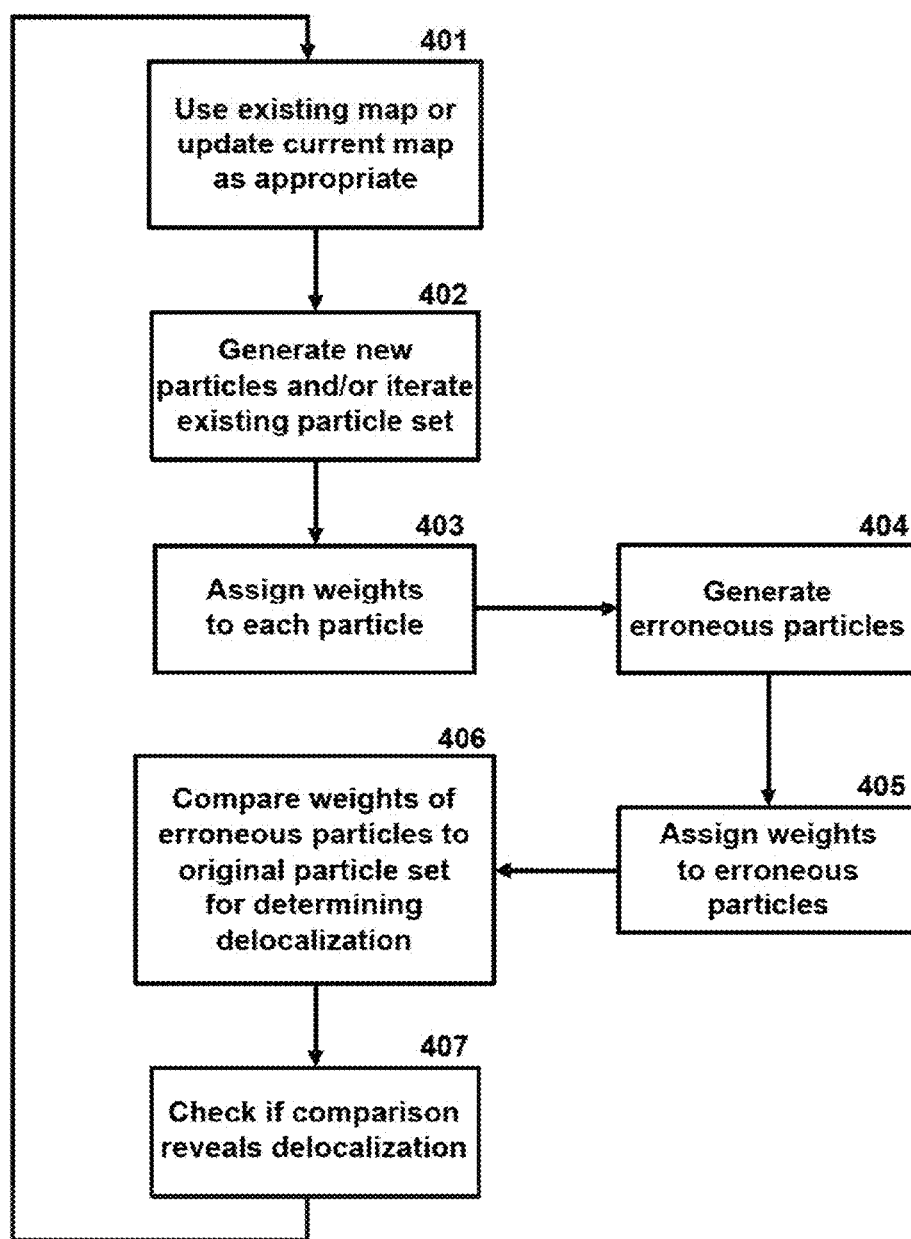 401
Use existing map or
update current map
as appropriate
402
Generate new
particles and/or iterate
existing particle set
403
Assign weights
to each particle
404
Generate
erroneous particles
405
Assign weights
to erroneous
particles
406
Compare weights of
erroneous particles to
original particle set
for determining
delocalization
407
Check if comparison
reveals delocalization